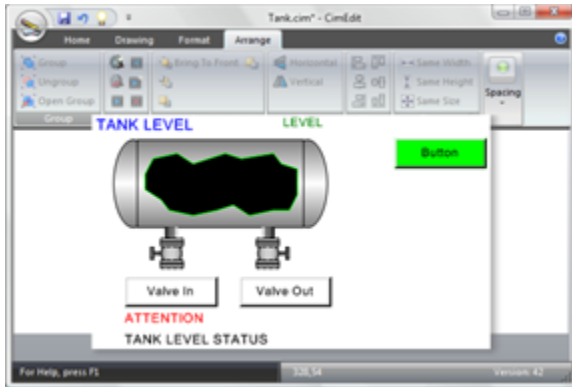 Tank.cim* - CimEdit
Home Drawing Format Arrange
Group Bring To Front Horizontal Same Width
Ungroup Vertical Same Height Spacing
Open Group Same Size
Group
TANK LEVEL LEVEL
Button
Valve In Valve Out
ATTENTION
TANK LEVEL STATUS
For Help, press F1 328,54 Version: 42